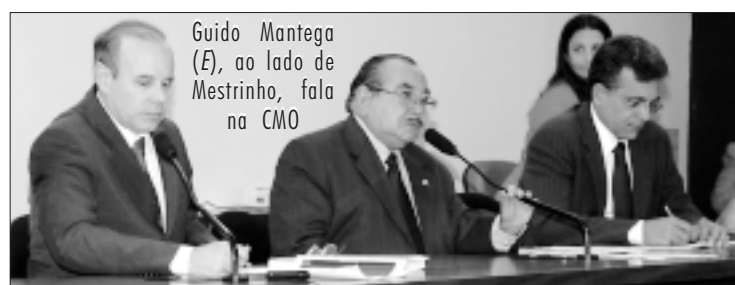 Guido Mantega
(E), ao lado de
Mestrinho, fala
na CMO